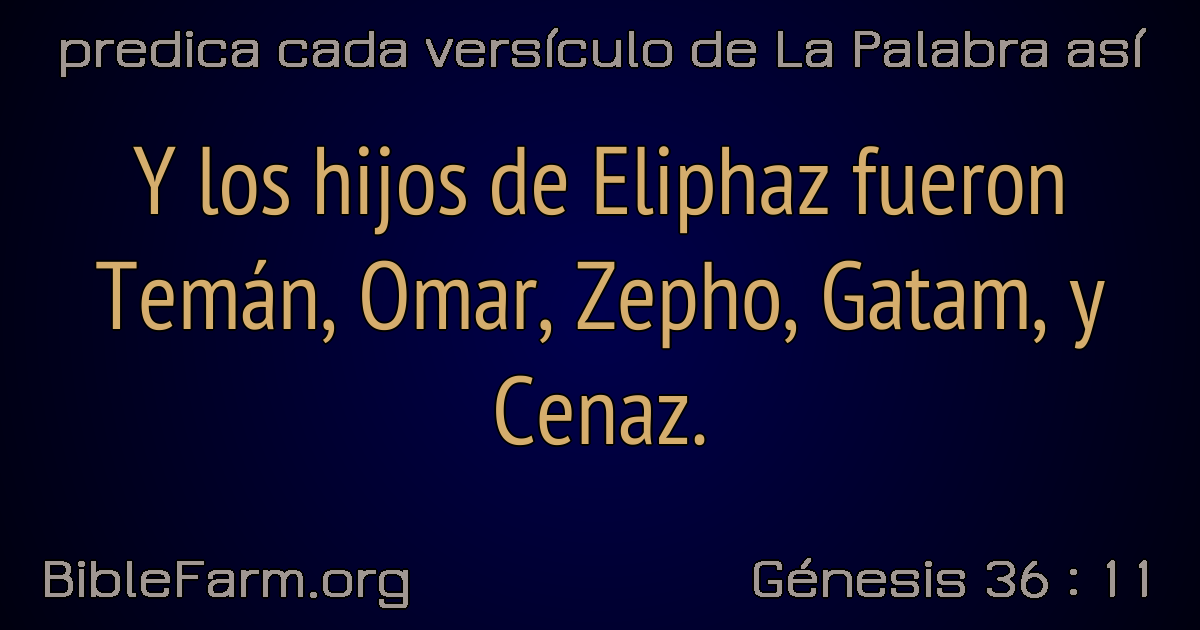 predica cada versículo de La Palabra así
Y los hijos de Eliphaz fueron
Temán, Omar, Zepho, Gatam, y
Cenaz.
BibleFarm.org
Génesis 36 : 11